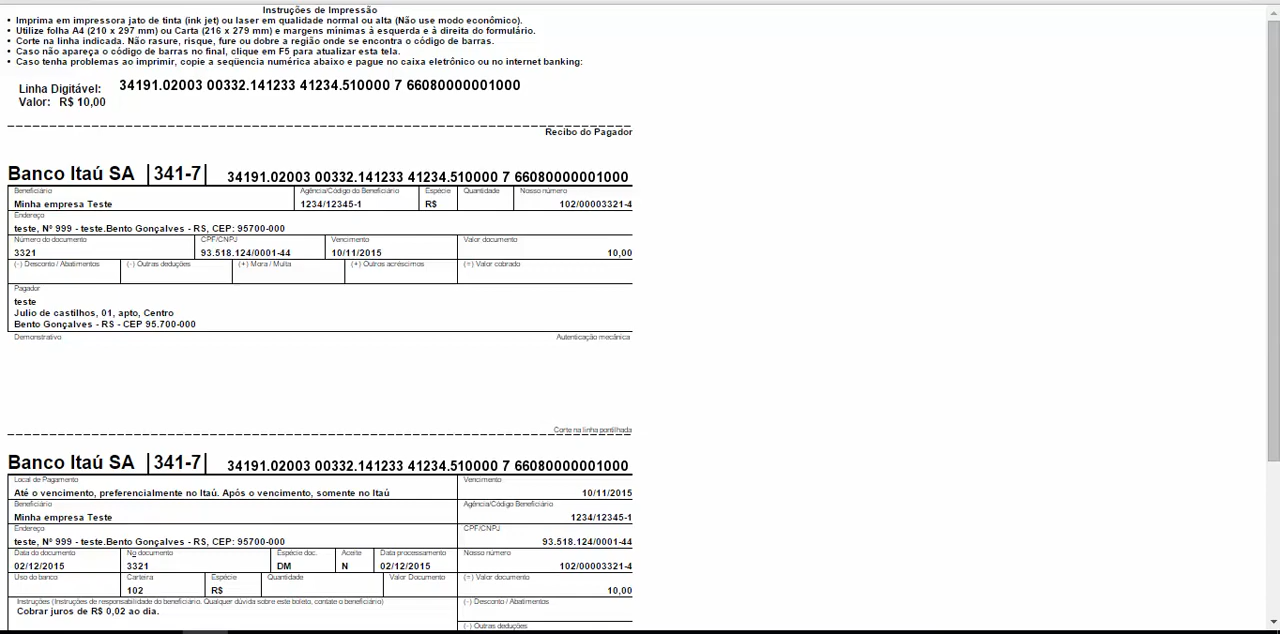 Instruções de Impressão
• Imprima em impressora jato de tinta (ink jet) ou laser em qualidade normal ou alta (Não use modo econômico).
• Utilize folha A4 (210 x 297 mm) ou Carta (216 x 279 mm) e margens mínimas à esquerda e à direita do formulário.
• Corte na linha indicada. Não rasure, risque, fure ou dobre a região onde se encontra o código de barras.
• Caso não apareça o código de barras no final, clique em F5 para atualizar esta tela.
• Caso tenha problemas ao imprimir, copie a seqüencia numérica abaixo e pague no caixa eletrônico ou no internet banking:
Linha Digitável: 34191.02003 00332.141233 41234.510000 7 66080000001000
Valor: R$ 10,00
Recibo do Pagador
Banco Itaú SA |341-7| 34191.02003 00332.141233 41234.510000 7 66080000001000
Beneficiário Agência/Código do Beneficiário Espécie Quantidade Nosso número
Minha empresa Teste 1234/12345-1 R$ 102/00003321-4
Endereço
teste, Nº 999 - teste.Bento Gonçalves - RS, CEP: 95700-000
Número do documento CPF/CNPJ Vencimento Valor documento
3321 93.518.124/0001-44 10/11/2015 10,00
(-) Desconto / Abatimentos (-) Outras deduções (+) Mora / Multa (+) Outros acréscimos (=) Valor cobrado
Pagador
teste
Julio de castilhos, 01, apto, Centro
Bento Gonçalves - RS - CEP 95.700-000
Demonstrativo Autenticação mecânica
Corte na linha pontilhada
Banco Itaú SA |341-7| 34191.02003 00332.141233 41234.510000 7 66080000001000
Local de Pagamento Vencimento
Até o vencimento, preferencialmente no Itaú. Após o vencimento, somente no Itaú 10/11/2015
Beneficiário Agência/Código Beneficiário
Minha empresa Teste 1234/12345-1
Endereço CPF/CNPJ
teste, Nº 999 - teste.Bento Gonçalves - RS, CEP: 95700-000 93.518.124/0001-44
Data do documento No documento Espécie doc. Aceite Data processamento Nosso número
02/12/2015 3321 DM N 02/12/2015 102/00003321-4
Uso do banco Carteira Espécie Quantidade Valor Documento (=) Valor documento
102 R$ 10,00
Instruções (Instruções de responsabilidade do beneficiário. Qualquer dúvida sobre este boleto, contate o beneficiário) (-) Desconto / Abatimentos
Cobrar juros de R$ 0,02 ao dia.
(-) Outras deduções